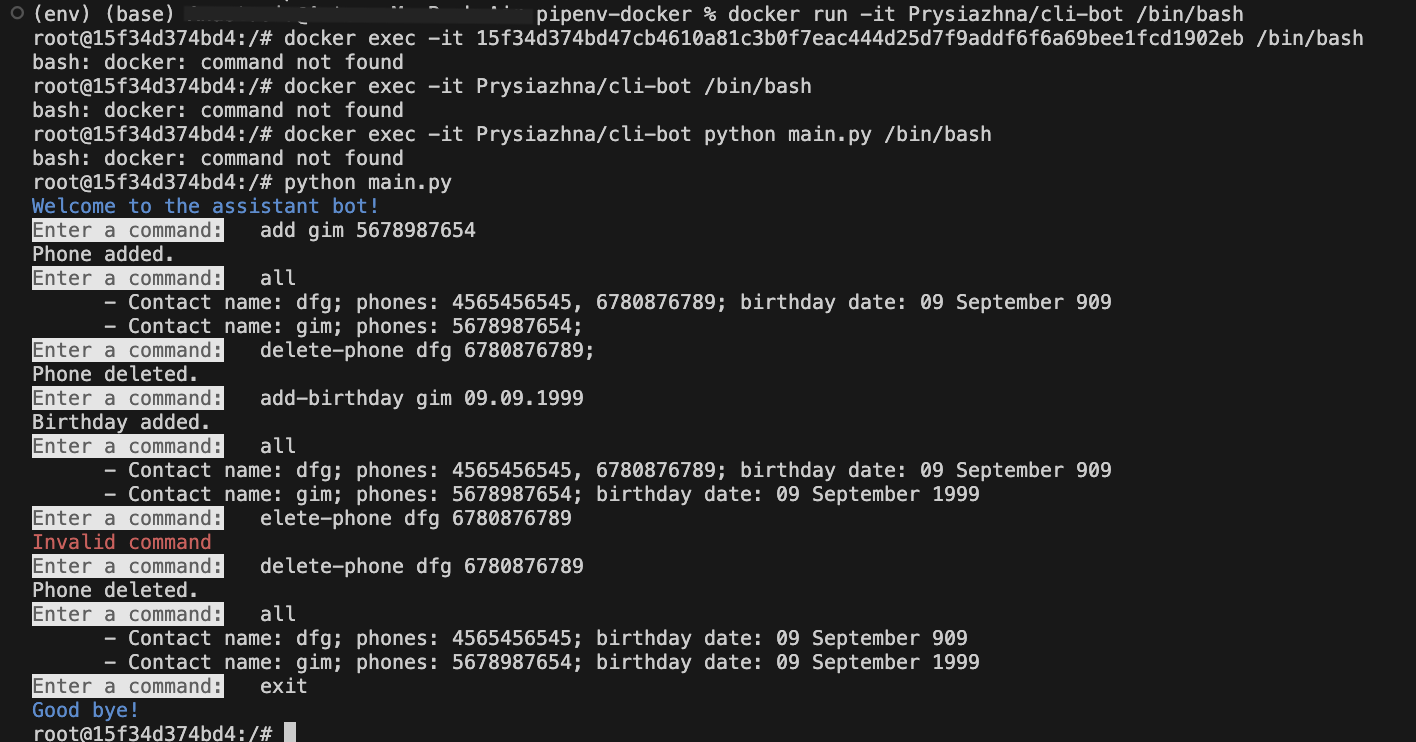 (env) (base) pipenv-docker % docker run -it Prysiazhna/cli-bot /bin/bash
root@15f34d374bd4:/# docker exec -it 15f34d374bd47cb4610a81c3b0f7eac444d25d7f9addf6f6a69bee1fcd1902eb /bin/bash
bash: docker: command not found
root@15f34d374bd4:/# docker exec -it Prysiazhna/cli-bot /bin/bash
bash: docker: command not found
root@15f34d374bd4:/# docker exec -it Prysiazhna/cli-bot python main.py /bin/bash
bash: docker: command not found
root@15f34d374bd4:/# python main.py
Welcome to the assistant bot!
Enter a command:   add gim 5678987654
Phone added.
Enter a command:   all
      - Contact name: dfg; phones: 4565456545, 6780876789; birthday date: 09 September 909
      - Contact name: gim; phones: 5678987654;
Enter a command:   delete-phone dfg 6780876789;
Phone deleted.
Enter a command:   add-birthday gim 09.09.1999
Birthday added.
Enter a command:   all
      - Contact name: dfg; phones: 4565456545, 6780876789; birthday date: 09 September 909
      - Contact name: gim; phones: 5678987654; birthday date: 09 September 1999
Enter a command:   elete-phone dfg 6780876789
Invalid command
Enter a command:   delete-phone dfg 6780876789
Phone deleted.
Enter a command:   all
      - Contact name: dfg; phones: 4565456545; birthday date: 09 September 909
      - Contact name: gim; phones: 5678987654; birthday date: 09 September 1999
Enter a command:   exit
Good bye!
root@15f34d374bd4:/#